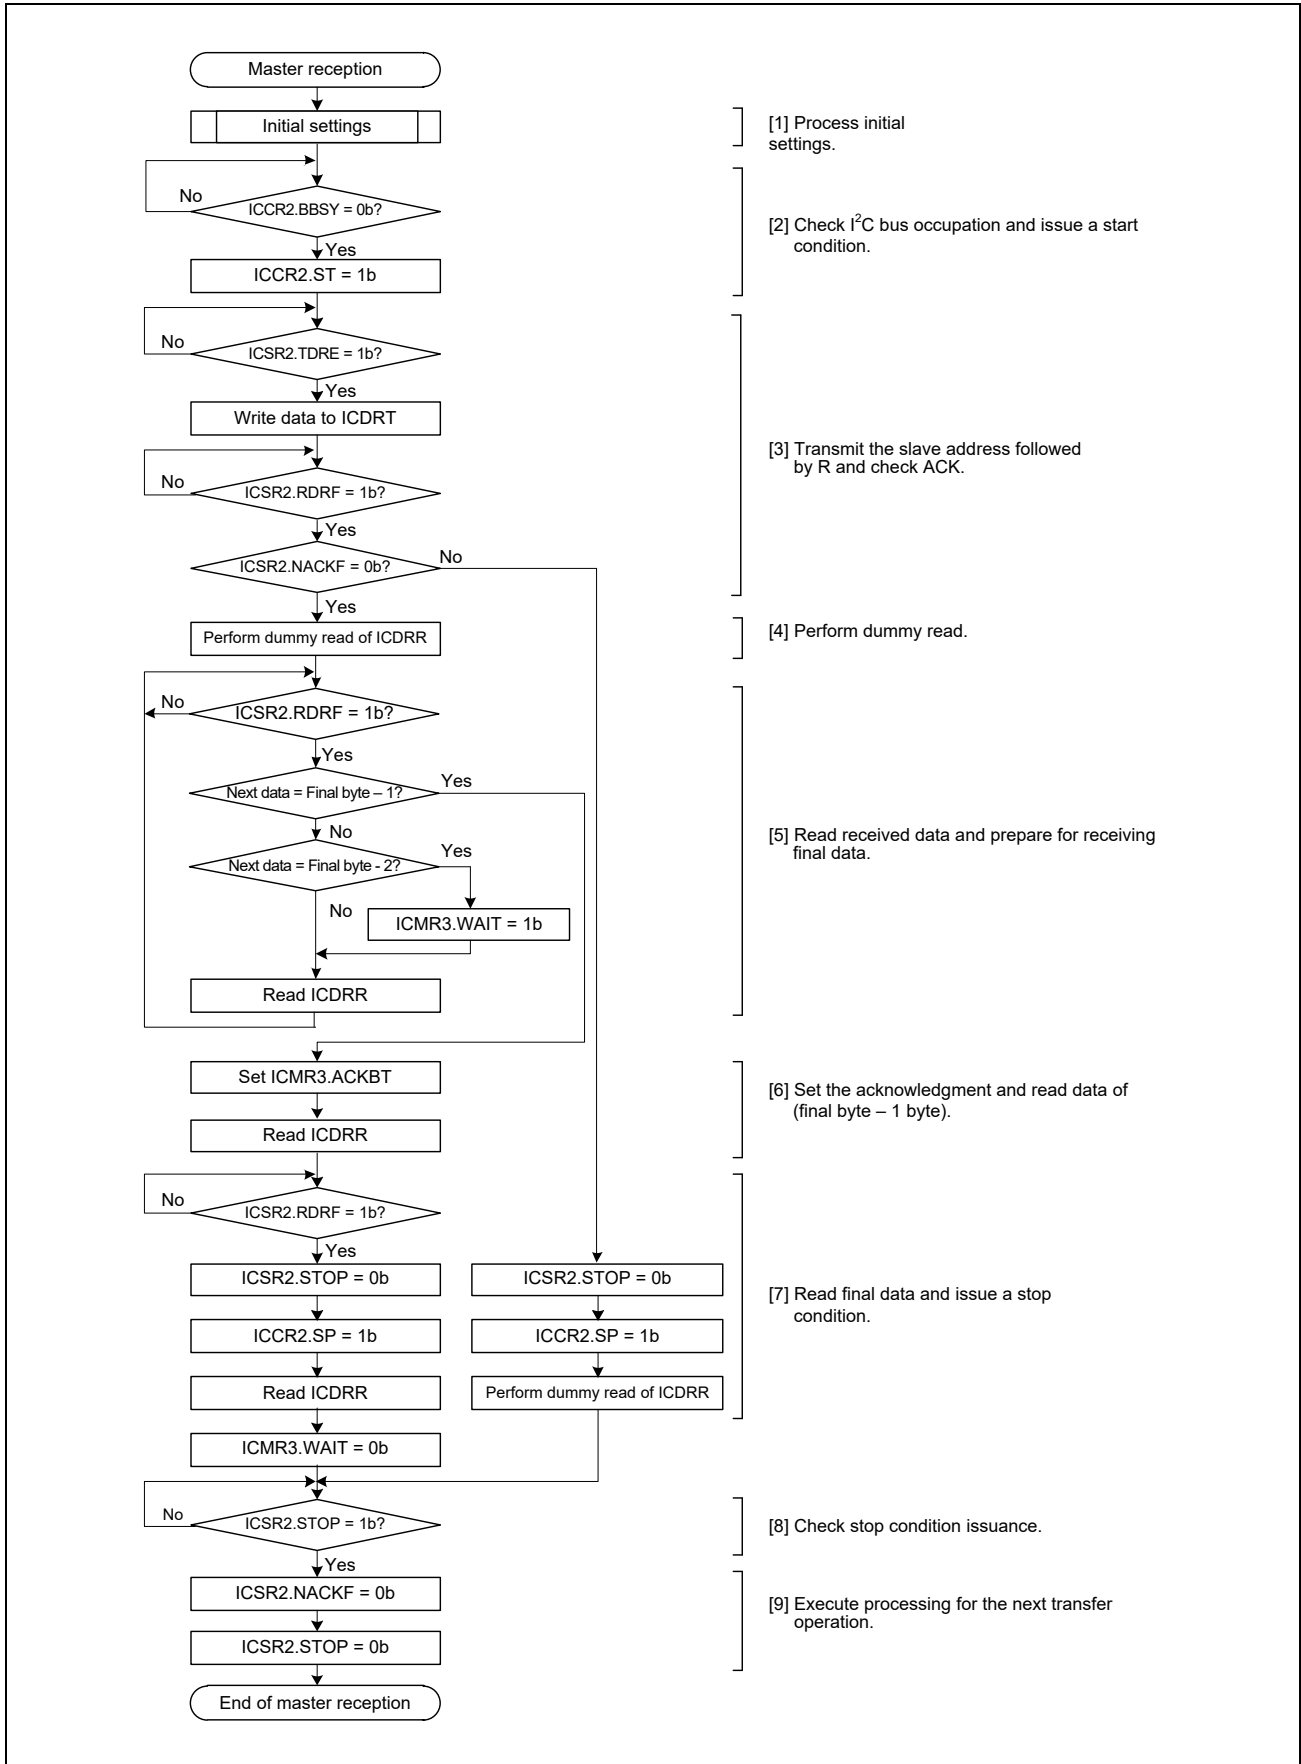 Master reception
Initial settings
[1] Process initial
settings.
No
ICCR2.BBSY = 0b?
[2] Check I²C bus occupation and issue a start
condition.
Yes
ICCR2.ST = 1b
No
ICSR2.TDRE = 1b?
Yes
Write data to ICDRT
[3] Transmit the slave address followed
by R and check ACK.
No
ICSR2.RDRF = 1b?
Yes
ICSR2.NACKF = 0b?
No
Yes
Perform dummy read of ICDRR
[4] Perform dummy read.
No
ICSR2.RDRF = 1b?
Yes
Next data = Final byte – 1?
Yes
No
Next data = Final byte - 2?
Yes
[5] Read received data and prepare for receiving
final data.
No
ICMR3.WAIT = 1b
Read ICDRR
Set ICMR3.ACKBT
[6] Set the acknowledgment and read data of
(final byte – 1 byte).
Read ICDRR
No
ICSR2.RDRF = 1b?
Yes
ICSR2.STOP = 0b
ICSR2.STOP = 0b
[7] Read final data and issue a stop
condition.
ICCR2.SP = 1b
ICCR2.SP = 1b
Read ICDRR
Perform dummy read of ICDRR
ICMR3.WAIT = 0b
No
ICSR2.STOP = 1b?
[8] Check stop condition issuance.
Yes
ICSR2.NACKF = 0b
[9] Execute processing for the next transfer
operation.
ICSR2.STOP = 0b
End of master reception